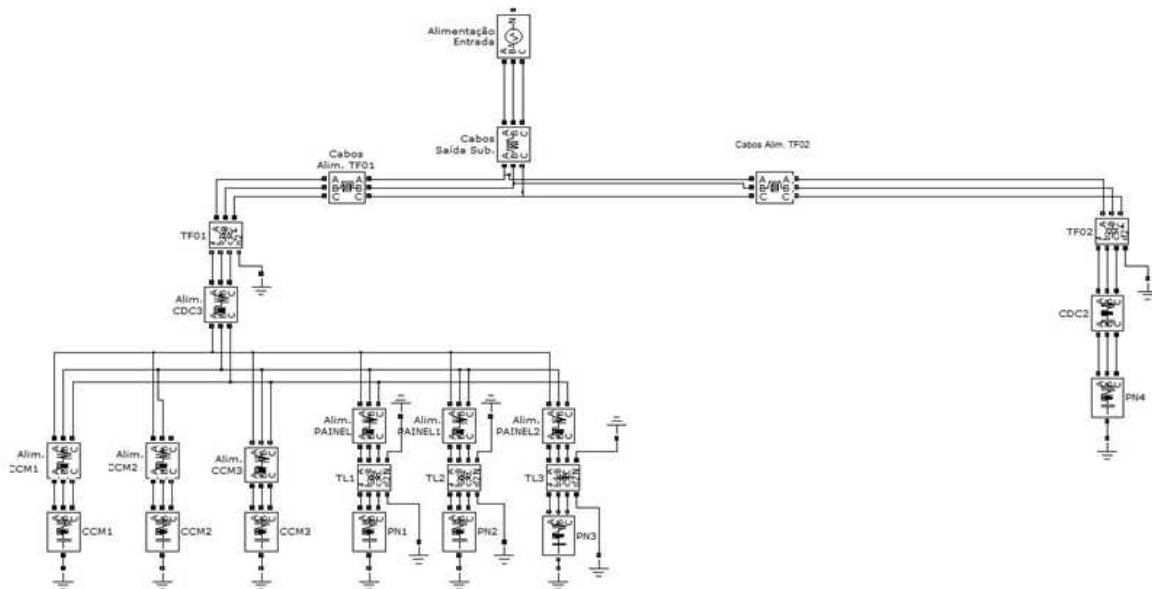 Alimentação
Entrada
N
A B C
Cabos
Saída Sub.
A B C
A B C
Cabos
Alim. TF01
A A
B B
C C
Cabos Alim. TF02
A A
B B
C C
TF01
TF02
Alim.
CDC3
CDC2
PN4
Alim.
PAINEL
Alim.
PAINEL1
Alim.
PAINEL2
Alim.
CCM1
Alim.
CCM2
Alim.
CCM3
TL1
TL2
TL3
CCM1
CCM2
CCM3
PN1
PN2
PN3